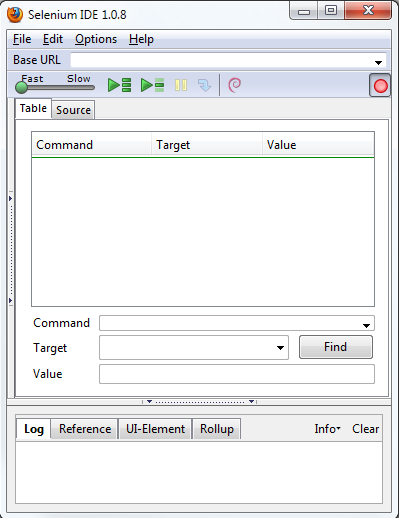 Selenium IDE 1.0.8
File Edit Options Help
Base URL
Fast Slow
Table Source
Command Target Value
Command
Target Find
Value
Log Reference UI-Element Rollup Info Clear